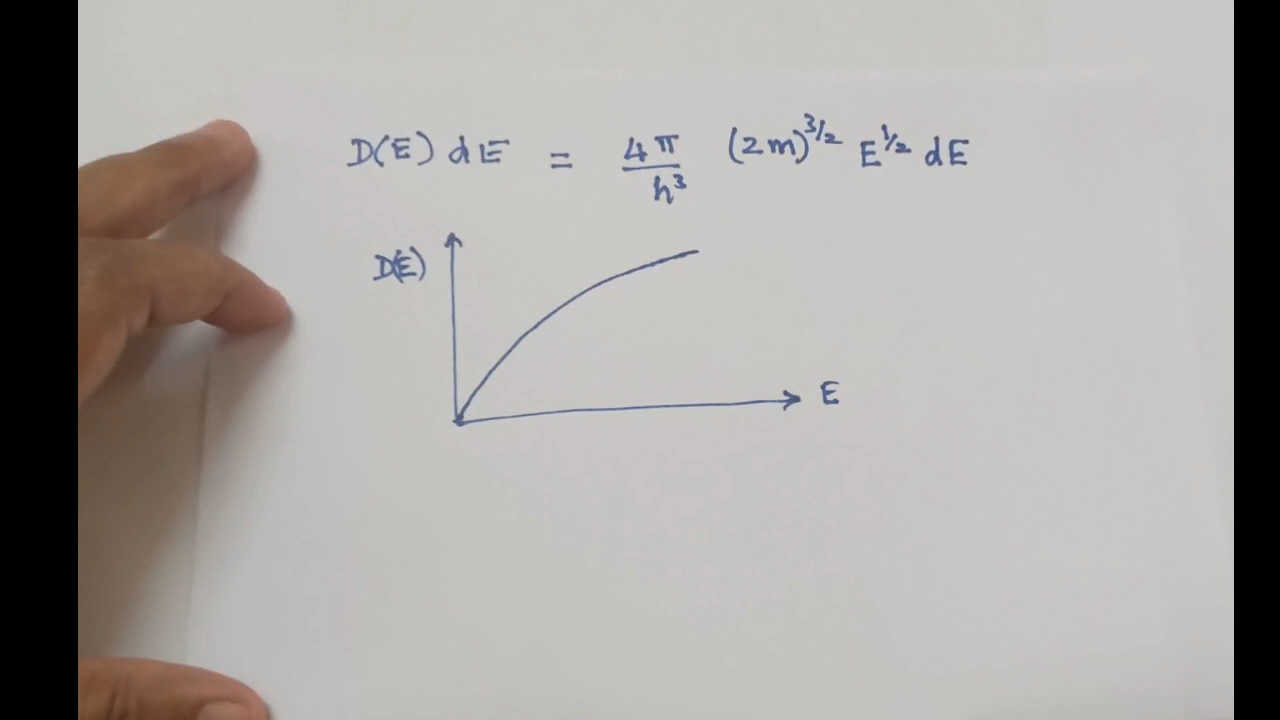 D(E) dE = 4π/h³ (2m)^3/2 E^1/2 dE
D(E)
E